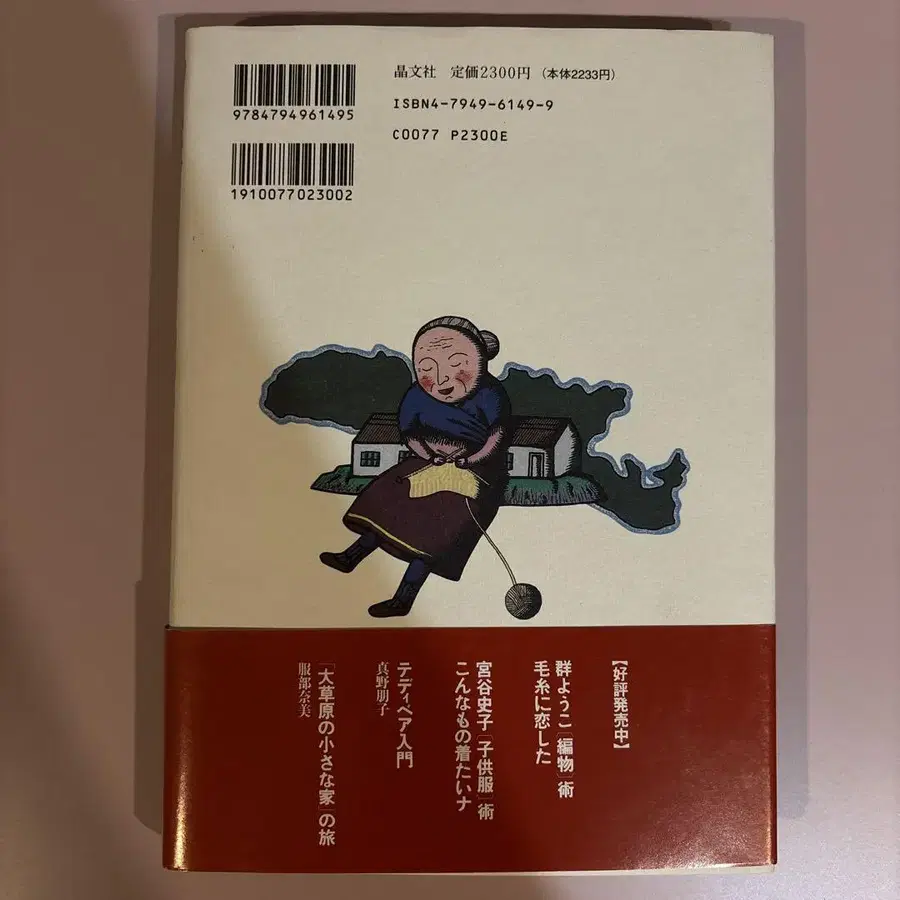 9784794961495
1910077023002
晶文社 定価2300円 (本体2233円)
ISBN4-7949-6149-9
C0077 P2300E
【好評発売中】
群ようこ[編物]術
毛糸に恋した
宮谷史子[子供服]術
こんなもの着たいナ
テディベア入門
真野朋子
「大草原の小さな家」の旅
服部奈美